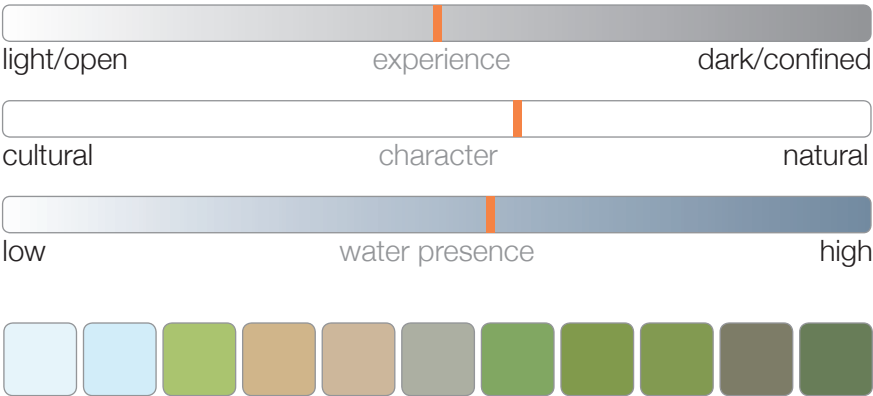 light/open experience dark/confined
cultural character natural
low water presence high